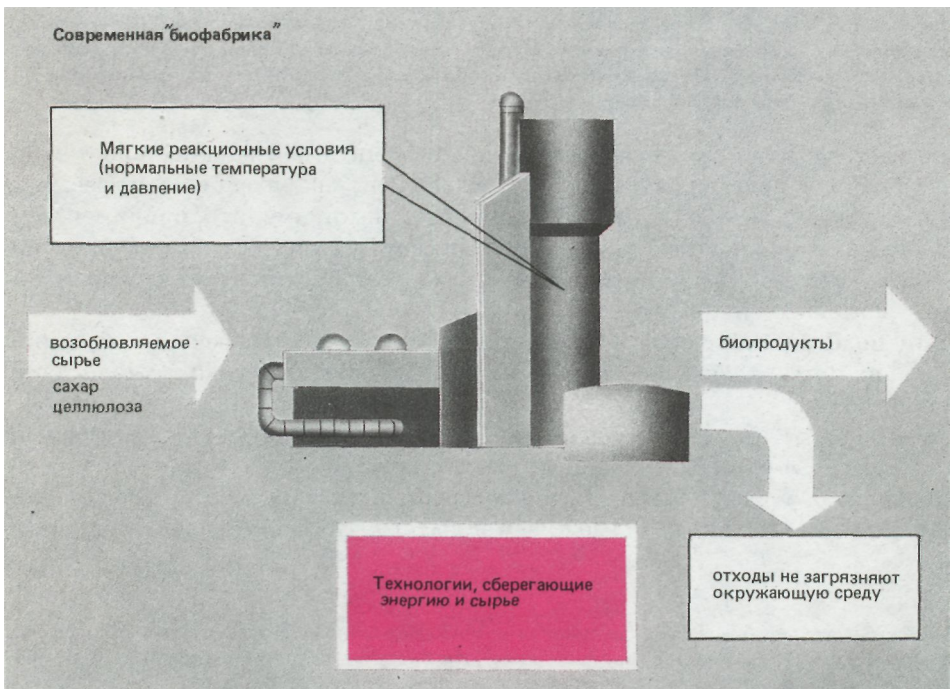 Современная "биофабрика"
Мягкие реакционные условия
(нормальные температура
и давление)
возобновляемое
сырье
сахар
целлюлоза
биопродукты
Технологии, сберегающие
энергию и сырье
отходы не загрязняют
окружающую среду